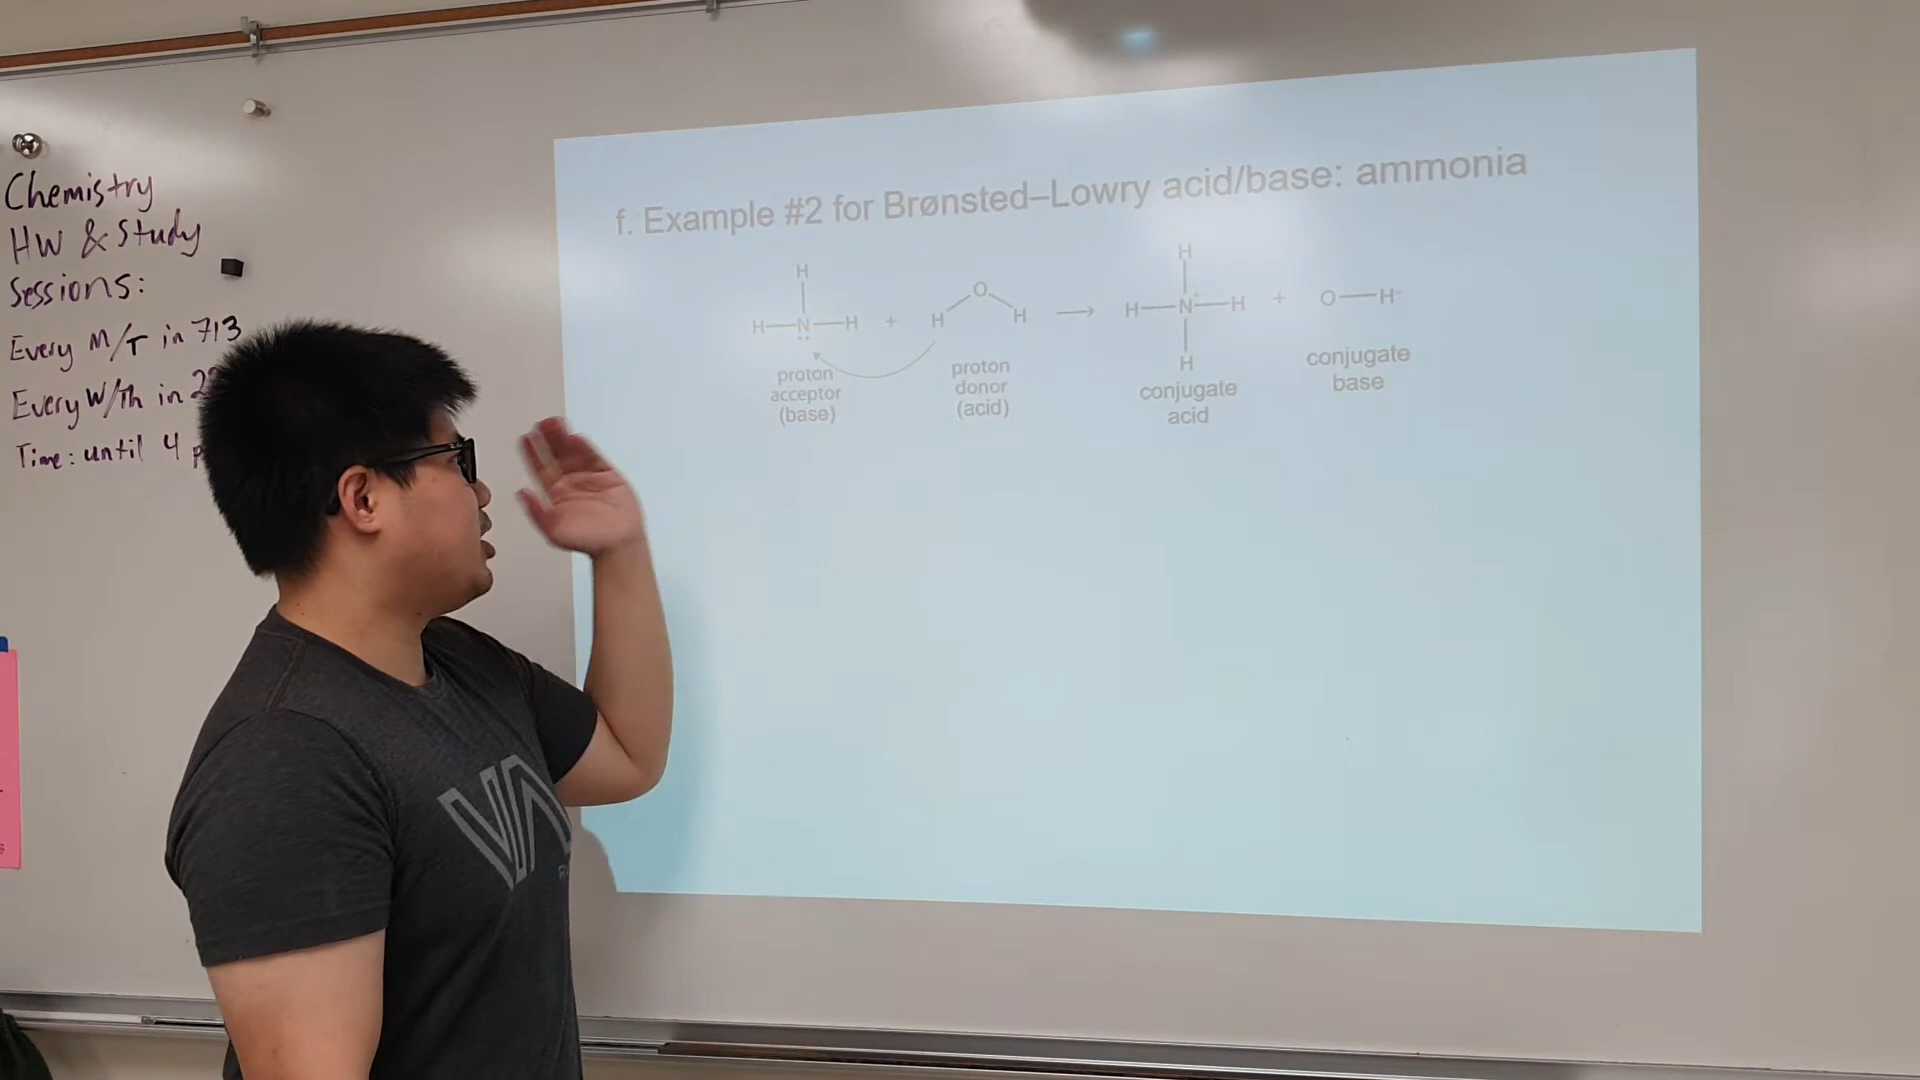 Chemistry
HW & Study
Sessions:
Every M/T in 713
Every W/Th in 2
Time: until 4 p
f. Example #2 for Brønsted–Lowry acid/base: ammonia
H
H—N—H
+
O
H H
⟶
H
H—N⁺—H
H
+
O—H⁻
proton
acceptor
(base)
proton
donor
(acid)
conjugate
acid
conjugate
base